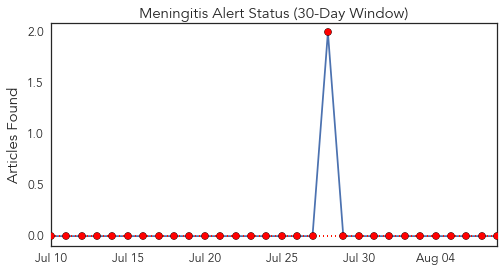 Meningitis Alert Status (30-Day Window)
Articles Found
2.0
1.5
1.0
0.5
0.0
Jul 10
Jul 15
Jul 20
Jul 25
Jul 30
Aug 04